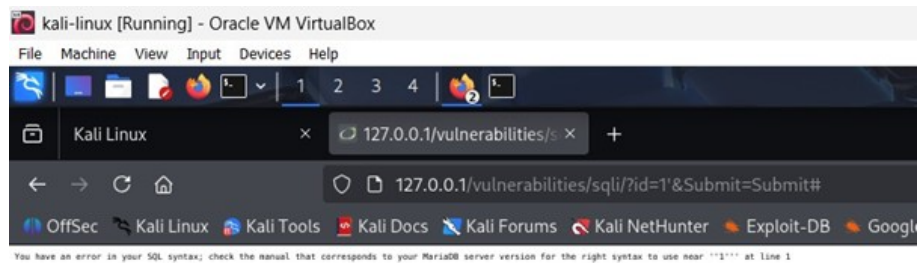 kali-linux [Running] - Oracle VM VirtualBox
File Machine View Input Devices Help
1 2 3 4 2
Kali Linux × 127.0.0.1/vulnerabilities/s × +
127.0.0.1/vulnerabilities/sqli/?id=1'&Submit=Submit#
OffSec Kali Linux Kali Tools Kali Docs Kali Forums Kali NetHunter Exploit-DB Googl
You have an error in your SQL syntax; check the manual that corresponds to your MariaDB server version for the right syntax to use near ''1''' at line 1